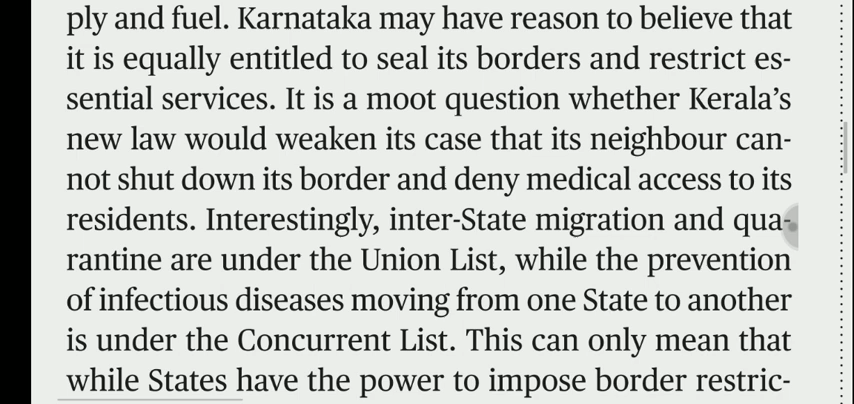 ply and fuel. Karnataka may have reason to believe that
it is equally entitled to seal its borders and restrict es-
sential services. It is a moot question whether Kerala’s
new law would weaken its case that its neighbour can-
not shut down its border and deny medical access to its
residents. Interestingly, inter-State migration and qua-
rantine are under the Union List, while the prevention
of infectious diseases moving from one State to another
is under the Concurrent List. This can only mean that
while States have the power to impose border restric-